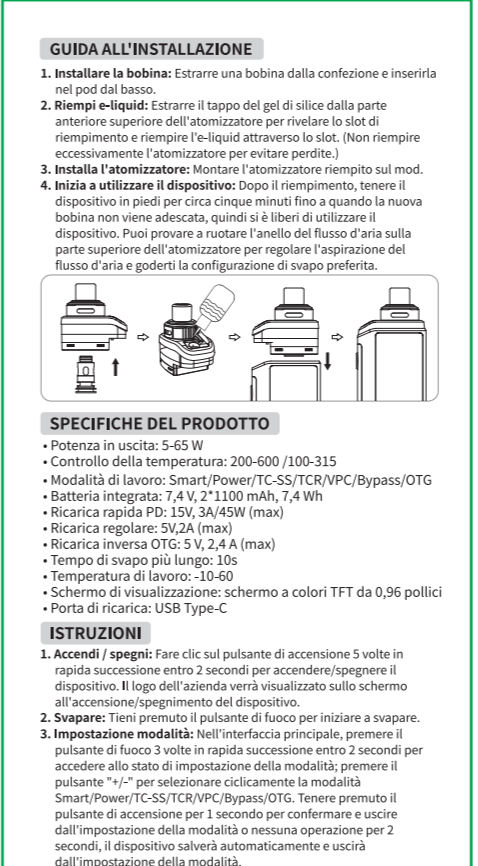 GUIDA ALL'INSTALLAZIONE
1. Installare la bobina: Estrarre una bobina dalla confezione e inserirla
nel pod dal basso.
2. Riempi e-liquid: Estrarre il tappo del gel di silice dalla parte
anteriore superiore dell'atomizzatore per rivelare lo slot di
riempimento e riempire l'e-liquid attraverso lo slot. (Non riempire
eccessivamente l'atomizzatore per evitare perdite.)
3. Installa l'atomizzatore: Montare l'atomizzatore riempito sul mod.
4. Inizia a utilizzare il dispositivo: Dopo il riempimento, tenere il
dispositivo in piedi per circa cinque minuti fino a quando la nuova
bobina non viene adescata, quindi si è liberi di utilizzare il
dispositivo. Puoi provare a ruotare l'anello del flusso d'aria sulla
parte superiore dell'atomizzatore per regolare l'aspirazione del
flusso d'aria e goderti la configurazione di svapo preferita.
SPECIFICHE DEL PRODOTTO
• Potenza in uscita: 5-65 W
• Controllo della temperatura: 200-600 /100-315
• Modalità di lavoro: Smart/Power/TC-SS/TCR/VPC/Bypass/OTG
• Batteria integrata: 7,4 V, 2*1100 mAh, 7,4 Wh
• Ricarica rapida PD: 15V, 3A/45W (max)
• Ricarica regolare: 5V,2A (max)
• Ricarica inversa OTG: 5 V, 2,4 A (max)
• Tempo di svapo più lungo: 10s
• Temperatura di lavoro: -10-60
• Schermo di visualizzazione: schermo a colori TFT da 0,96 pollici
• Porta di ricarica: USB Type-C
ISTRUZIONI
1. Accendi / spegni: Fare clic sul pulsante di accensione 5 volte in
rapida successione entro 2 secondi per accendere/spegnere il
dispositivo. Il logo dell'azienda verrà visualizzato sullo schermo
all'accensione/spegnimento del dispositivo.
2. Svapare: Tieni premuto il pulsante di fuoco per iniziare a svapare.
3. Impostazione modalità: Nell'interfaccia principale, premere il
pulsante di fuoco 3 volte in rapida successione entro 2 secondi per
accedere allo stato di impostazione della modalità; premere il
pulsante "+/-" per selezionare ciclicamente la modalità
Smart/Power/TC-SS/TCR/VPC/Bypass/OTG. Tenere premuto il
pulsante di accensione per 1 secondo per confermare e uscire
dall'impostazione della modalità o nessuna operazione per 2
secondi, il dispositivo salverà automaticamente e uscirà
dall'impostazione della modalità.